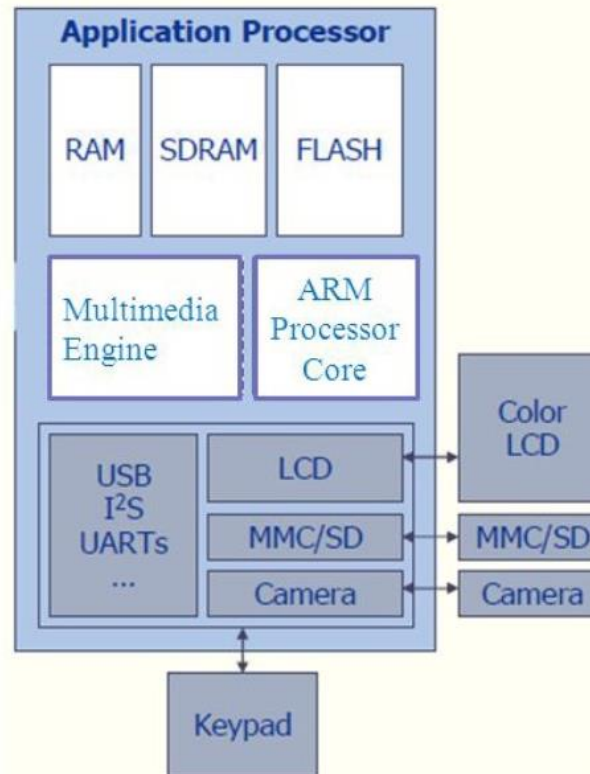 Application Processor
RAM
SDRAM
FLASH
Multimedia
Engine
ARM
Processor
Core
USB
I²S
UARTs
...
LCD
MMC/SD
Camera
Color
LCD
MMC/SD
Camera
Keypad